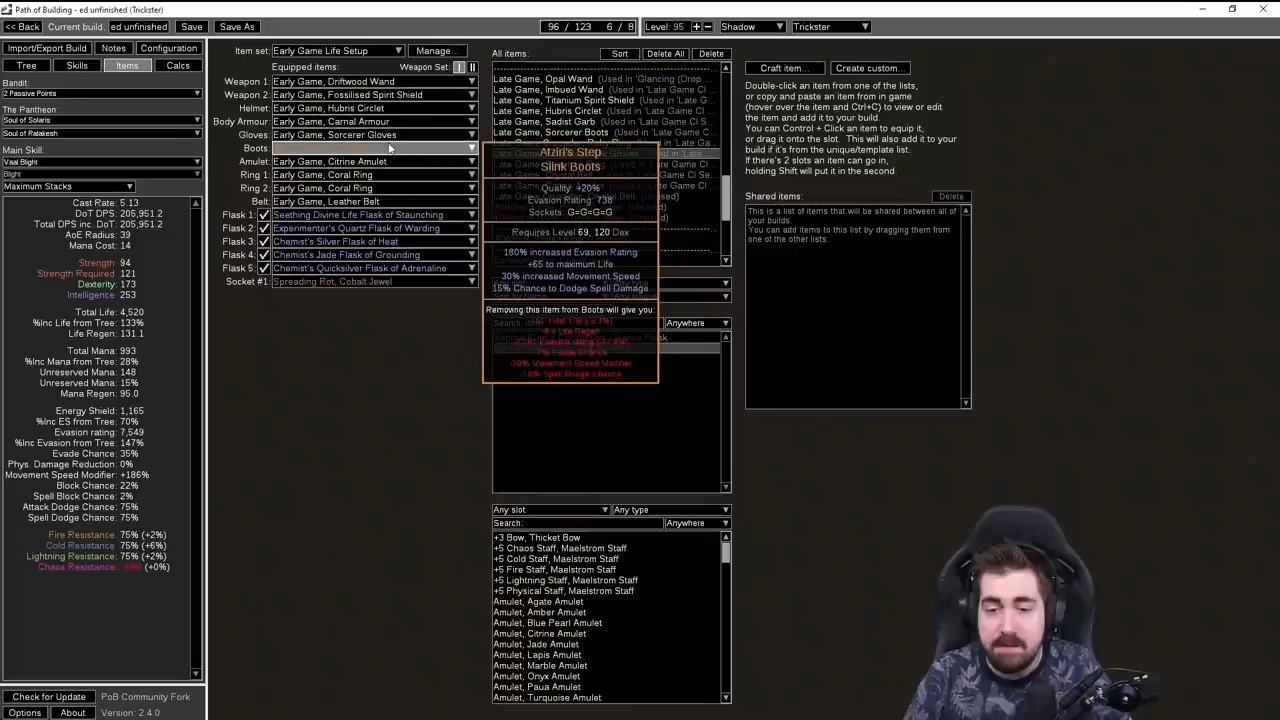 Path of Building - ed unfinished (Trickster)
<< Back
Current build: ed unfinished
Save
Save As
96 / 123 6 / 8
Level: 95
Shadow
Trickster
Import/Export Build
Notes
Configuration
Tree
Skills
Items
Calcs
Bandit:
2 Passive Points
The Pantheon:
Soul of Solaris
Soul of Ralakesh
Main Skill:
Vaal Blight
Blight
Maximum Stacks
Cast Rate: 5.13
DoT DPS: 205,951.2
Total DPS inc. DoT: 205,951.2
AoE Radius: 39
Mana Cost: 14
Strength: 94
Strength Required: 121
Dexterity: 173
Intelligence: 253
Total Life: 4,520
%Inc Life from Tree: 133%
Life Regen: 131.1
Total Mana: 993
%Inc Mana from Tree: 28%
Unreserved Mana: 148
Unreserved Mana: 15%
Mana Regen: 95.0
Energy Shield: 1,165
%Inc ES from Tree: 70%
Evasion rating: 7,549
%Inc Evasion from Tree: 147%
Evade Chance: 35%
Phys. Damage Reduction: 0%
Movement Speed Modifier: +186%
Block Chance: 22%
Spell Block Chance: 2%
Attack Dodge Chance: 75%
Spell Dodge Chance: 75%
Fire Resistance: 75% (+2%)
Cold Resistance: 75% (+6%)
Lightning Resistance: 75% (+2%)
Chaos Resistance: (+0%)
Check for Update
PoB Community Fork
Options
About
Version: 2.4.0
Item set: Early Game Life Setup
Manage...
Equipped items:
Weapon Set: I II
Weapon 1: Early Game, Driftwood Wand
Weapon 2: Early Game, Fossilised Spirit Shield
Helmet: Early Game, Hubris Circlet
Body Armour: Early Game, Carnal Armour
Gloves: Early Game, Sorcerer Gloves
Boots:
Amulet: Early Game, Citrine Amulet
Ring 1: Early Game, Coral Ring
Ring 2: Early Game, Coral Ring
Belt: Early Game, Leather Belt
Flask 1: Seething Divine Life Flask of Staunching
Flask 2: Experimenter's Quartz Flask of Warding
Flask 3: Chemist's Silver Flask of Heat
Flask 4: Chemist's Jade Flask of Grounding
Flask 5: Chemist's Quicksilver Flask of Adrenaline
Socket #1: Spreading Rot, Cobalt Jewel
All items:
Sort
Delete All
Delete
Late Game, Opal Wand (Used in 'Glancing (Drop ...
Late Game, Imbued Wand
Late Game, Titanium Spirit Shield
Late Game, Hubris Circlet
Late Game, Sadist Garb
Late Game, Sorcerer Boots
Atziri's Step
Slink Boots
Quality: +20%
Evasion Rating: 738
Sockets: G=G=G=G
Requires Level 69, 120 Dex
180% increased Evasion Rating
+65 to maximum Life
30% increased Movement Speed
15% Chance to Dodge Spell Damage
Removing this item from Boots will give you:
-30% Movement Speed Modifier
Anywhere
Any slot
Any type
Search:
Anywhere
+3 Bow, Thicket Bow
+5 Chaos Staff, Maelstrom Staff
+5 Cold Staff, Maelstrom Staff
+5 Fire Staff, Maelstrom Staff
+5 Lightning Staff, Maelstrom Staff
+5 Physical Staff, Maelstrom Staff
Amulet, Agate Amulet
Amulet, Amber Amulet
Amulet, Blue Pearl Amulet
Amulet, Citrine Amulet
Amulet, Jade Amulet
Amulet, Lapis Amulet
Amulet, Marble Amulet
Amulet, Onyx Amulet
Amulet, Paua Amulet
Amulet, Turquoise Amulet
Craft item...
Create custom...
Double-click an item from one of the lists,
or copy and paste an item from in game
(hover over the item and Ctrl+C) to view or edit
the item and add it to your build.
You can Control + Click an item to equip it,
or drag it onto the slot. This will also add it to
your build if it's from the unique/template list.
If there's 2 slots an item can go in,
holding Shift will put it in the second.
Shared items:
Delete
This is a list of items that will be shared between all of
your builds.
You can add items to this list by dragging them from
one of the other lists.